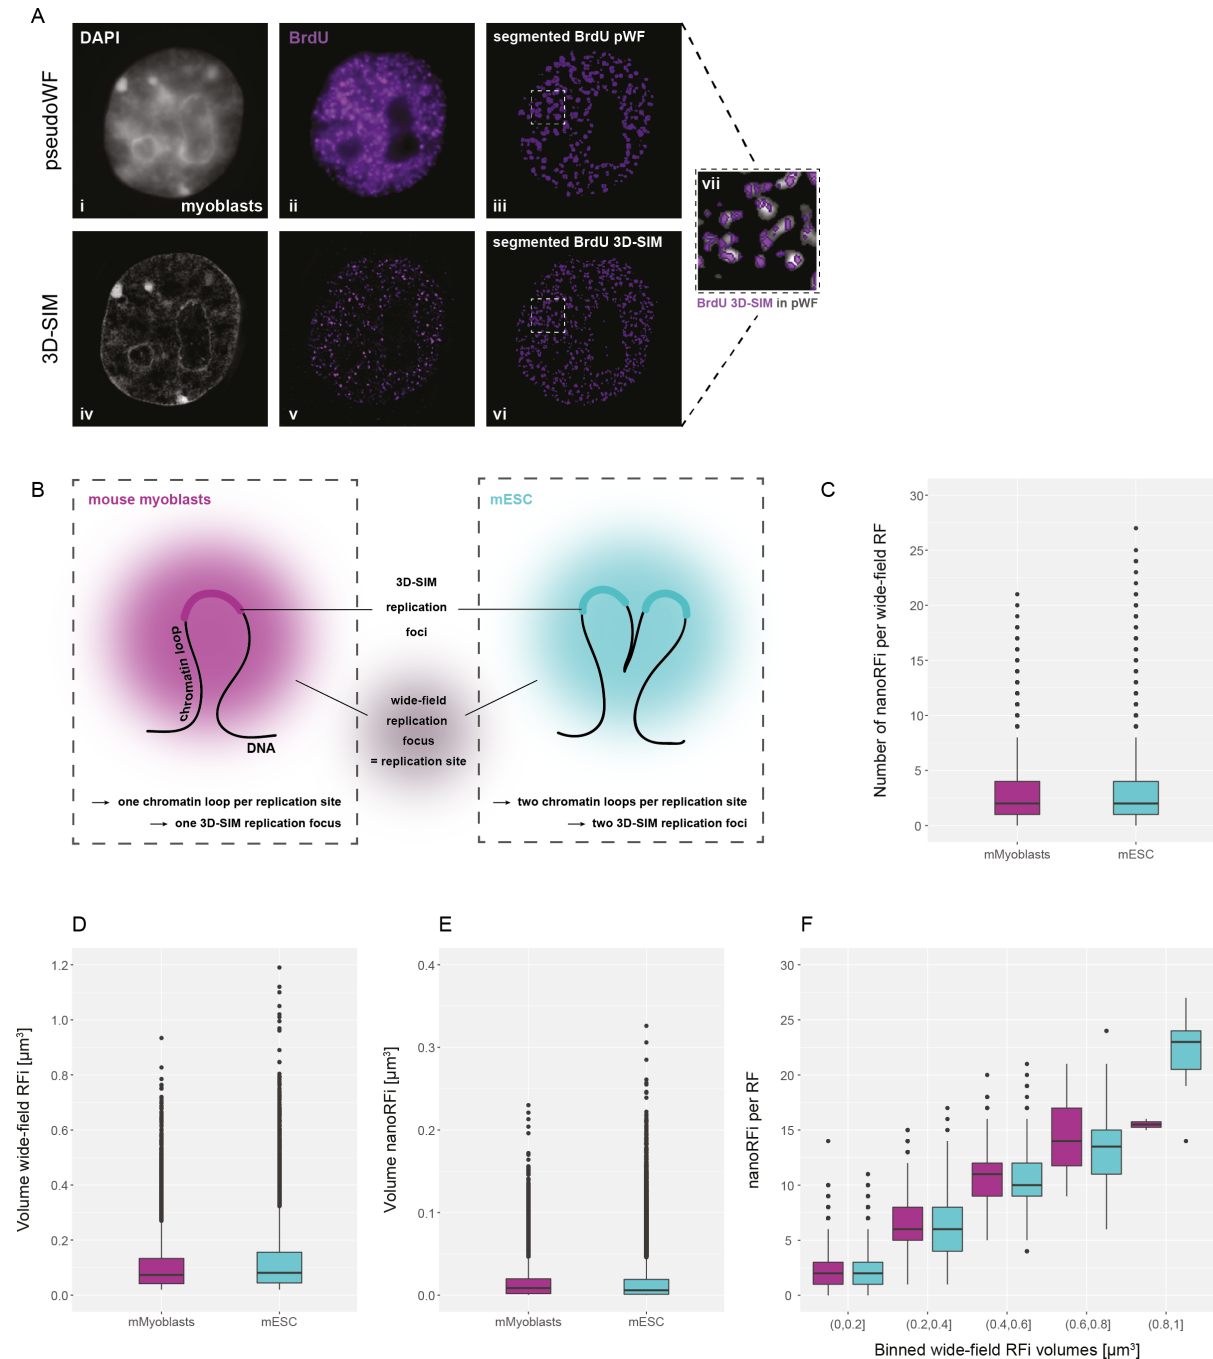 A
pseudoWF
DAPI
i
myoblasts
BrdU
ii
segmented BrdU pWF
iii
3D-SIM
iv
v
segmented BrdU 3D-SIM
vi
vii
BrdU 3D-SIM in pWF
B
mouse myoblasts
chromatin loop
DNA
→ one chromatin loop per replication site
→ one 3D-SIM replication focus
3D-SIM
replication
foci
wide-field
replication
focus
= replication site
mESC
→ two chromatin loops per replication site
→ two 3D-SIM replication foci
C
Number of nanoRFi per wide-field RF
30
25
20
15
10
5
0
mMyoblasts
mESC
D
Volume wide-field RFi [µm³]
1.2
1.0
0.8
0.6
0.4
0.2
0.0
mMyoblasts
mESC
E
Volume nanoRFi [µm³]
0.4
0.3
0.2
0.1
0.0
mMyoblasts
mESC
F
nanoRFi per RF
30
25
20
15
10
5
0
(0,0.2]
(0.2,0.4]
(0.4,0.6]
(0.6,0.8]
(0.8,1]
Binned wide-field RFi volumes [µm³]